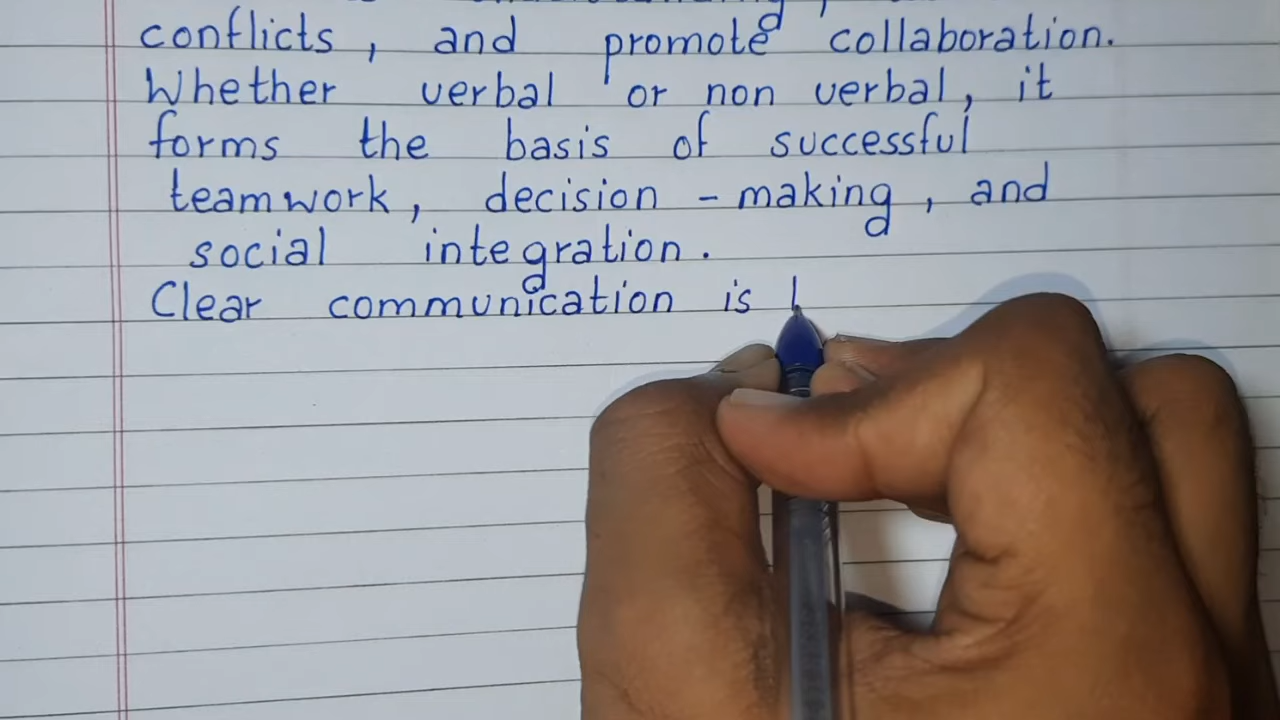 conflicts, and promote collaboration.
Whether verbal or non verbal, it
forms the basis of successful
teamwork, decision - making, and
social integration.
Clear communication is